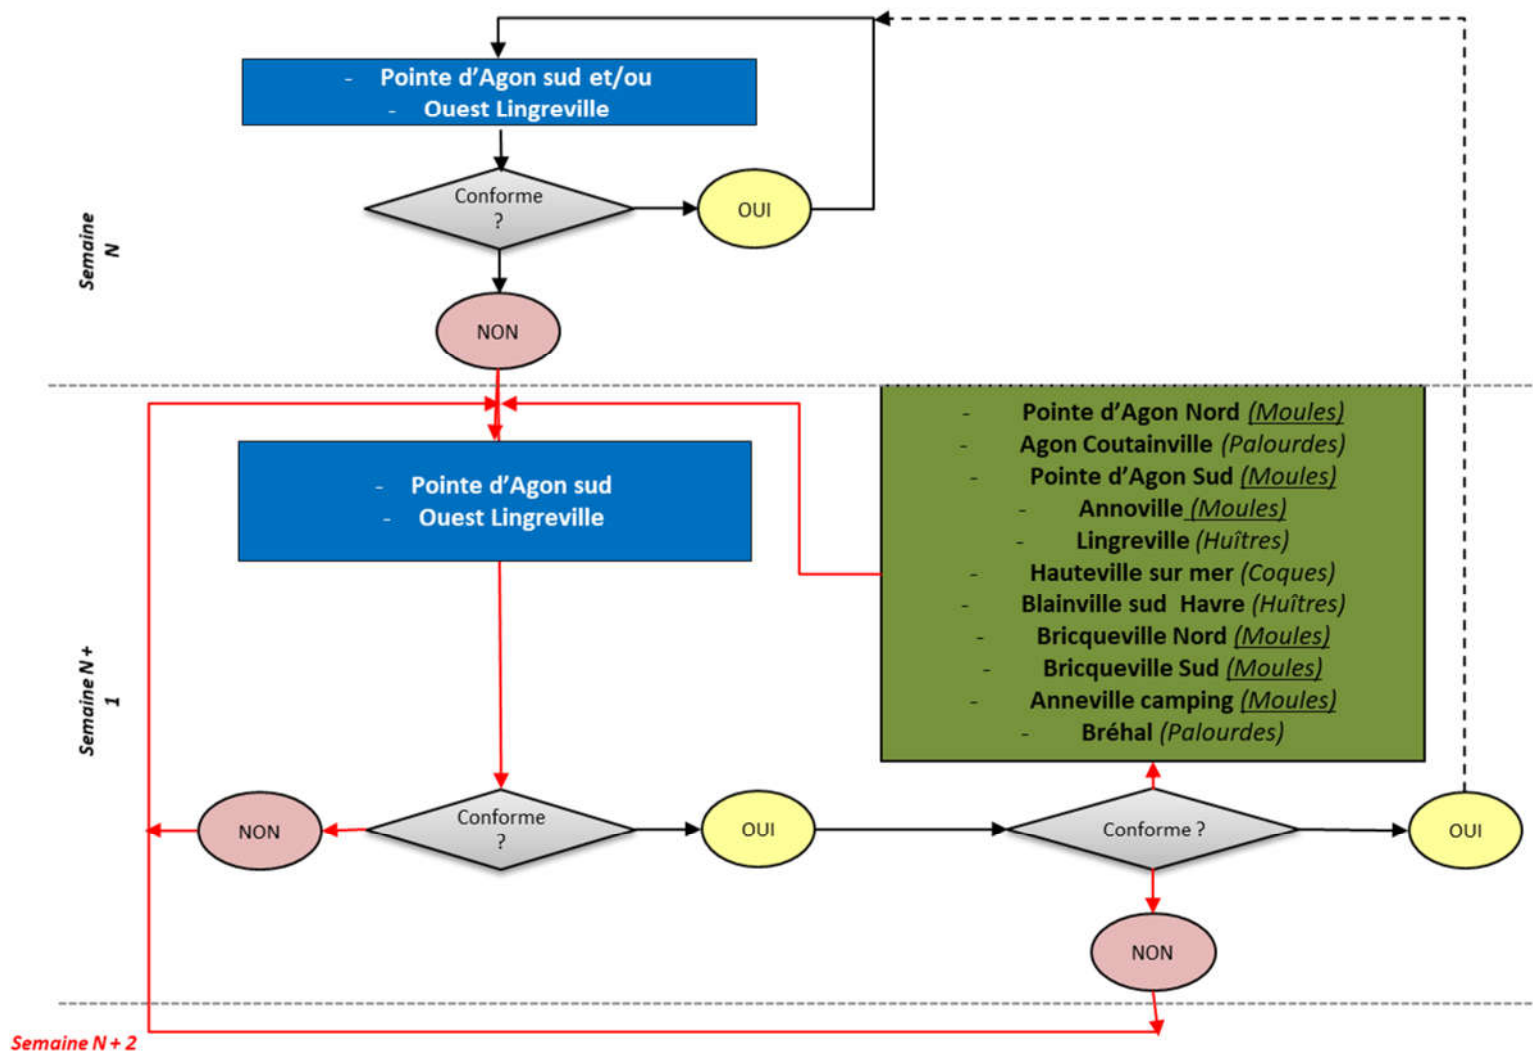 - Pointe d'Agon sud et/ou
- Ouest Lingreville
Conforme
?
OUI
Semaine
N
NON
- Pointe d'Agon Nord (Moules)
- Agon Coutainville (Palourdes)
- Pointe d'Agon Sud (Moules)
- Annoville (Moules)
- Lingreville (Huîtres)
- Hauteville sur mer (Coques)
- Blainville sud Havre (Huîtres)
- Bricqueville Nord (Moules)
- Bricqueville Sud (Moules)
- Anneville camping (Moules)
- Bréhal (Palourdes)
- Pointe d'Agon sud
- Ouest Lingreville
Semaine N +
1
NON
Conforme
?
OUI
Conforme ?
OUI
NON
Semaine N + 2